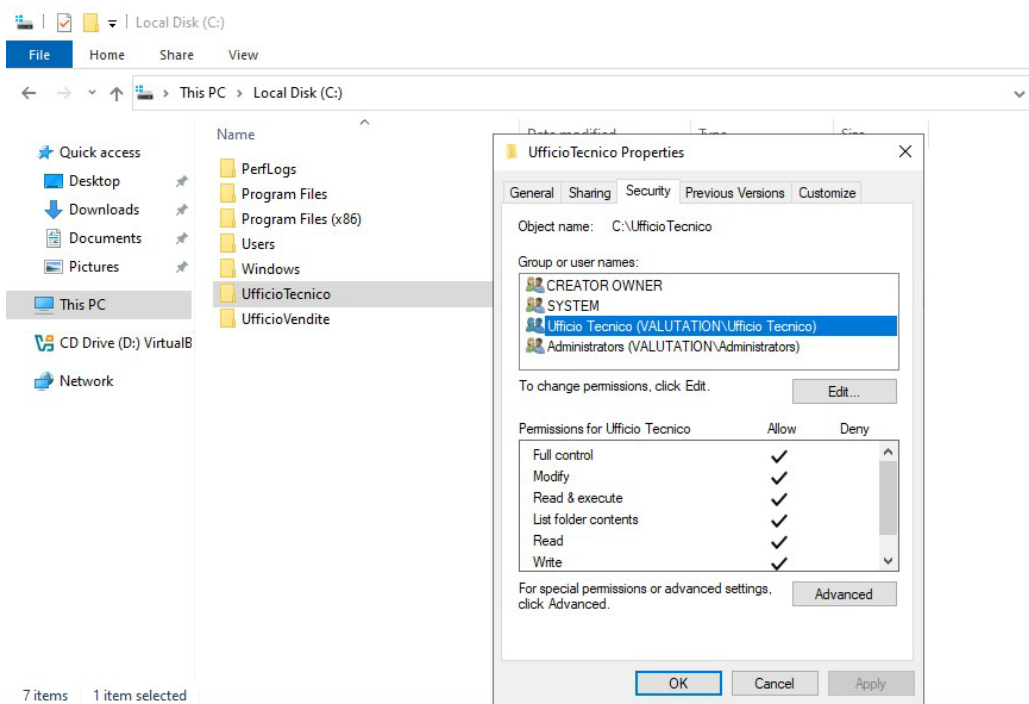 Local Disk (C:)
File Home Share View
This PC > Local Disk (C:)
Name
Quick access
Desktop
Downloads
Documents
Pictures
This PC
CD Drive (D:) VirtualB
Network
PerfLogs
Program Files
Program Files (x86)
Users
Windows
UfficioTecnico
UfficioVendite
Date modified Type Size
UfficioTecnico Properties
General Sharing Security Previous Versions Customize
Object name: C:\UfficioTecnico
Group or user names:
CREATOR OWNER
SYSTEM
Ufficio Tecnico (VALUTATION\Ufficio Tecnico)
Administrators (VALUTATION\Administrators)
To change permissions, click Edit.
Edit...
Permissions for Ufficio Tecnico Allow Deny
Full control
Modify
Read & execute
List folder contents
Read
Write
For special permissions or advanced settings,
click Advanced.
Advanced
OK Cancel Apply
7 items 1 item selected